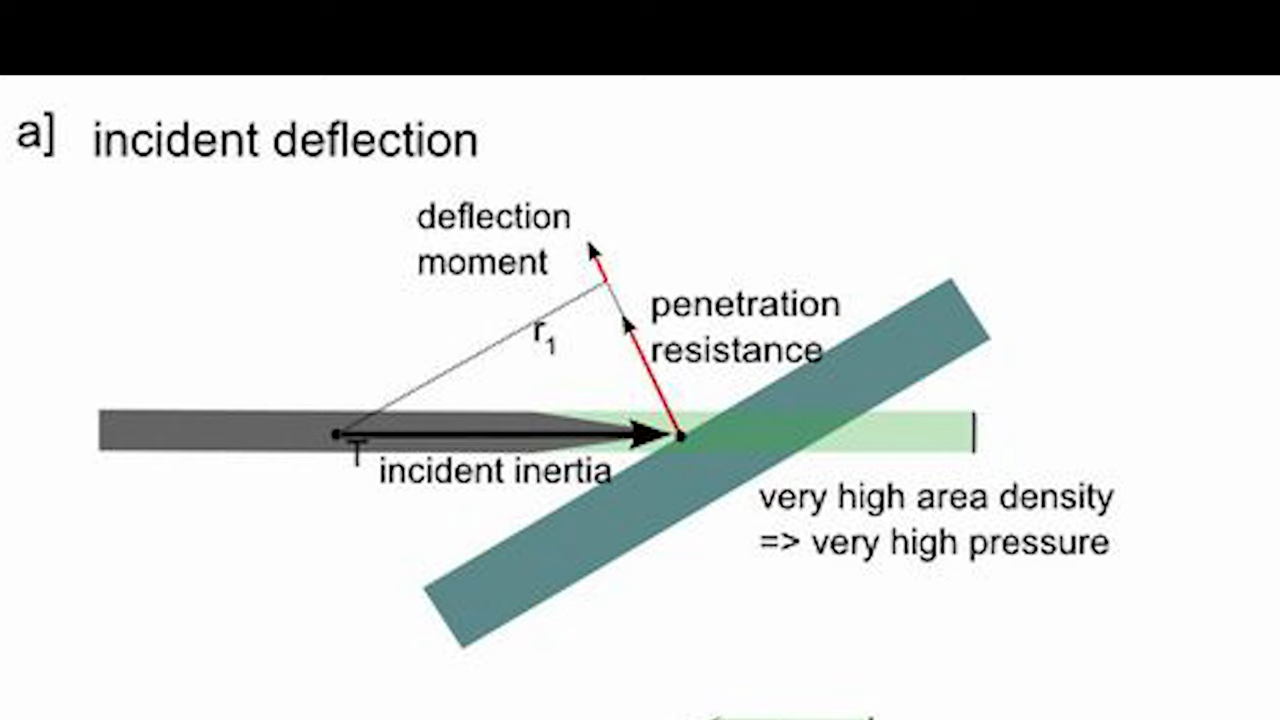 a] incident deflection
deflection
moment
penetration
resistance
r₁
T
incident inertia
very high area density
=> very high pressure